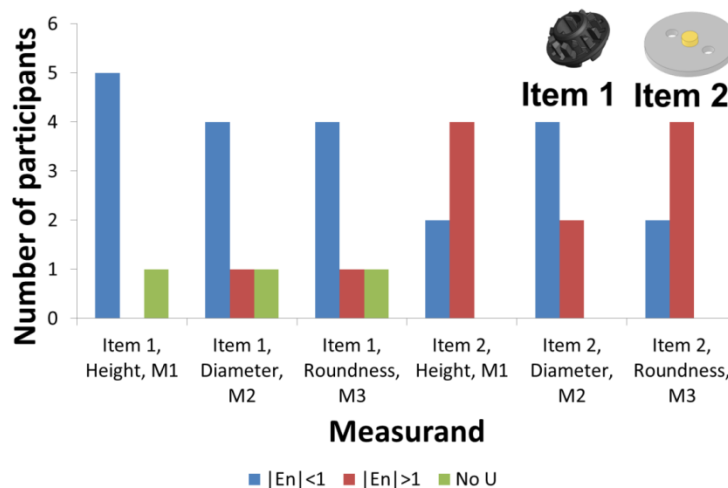 Number of participants
6
5
4
3
2
1
0
Item 1 Item 2
Item 1,
Height, M1
Item 1,
Diameter,
M2
Item 1,
Roundness,
M3
Item 2,
Height, M1
Item 2,
Diameter,
M2
Item 2,
Roundness,
M3
Measurand
|En|<1 |En|>1 No U